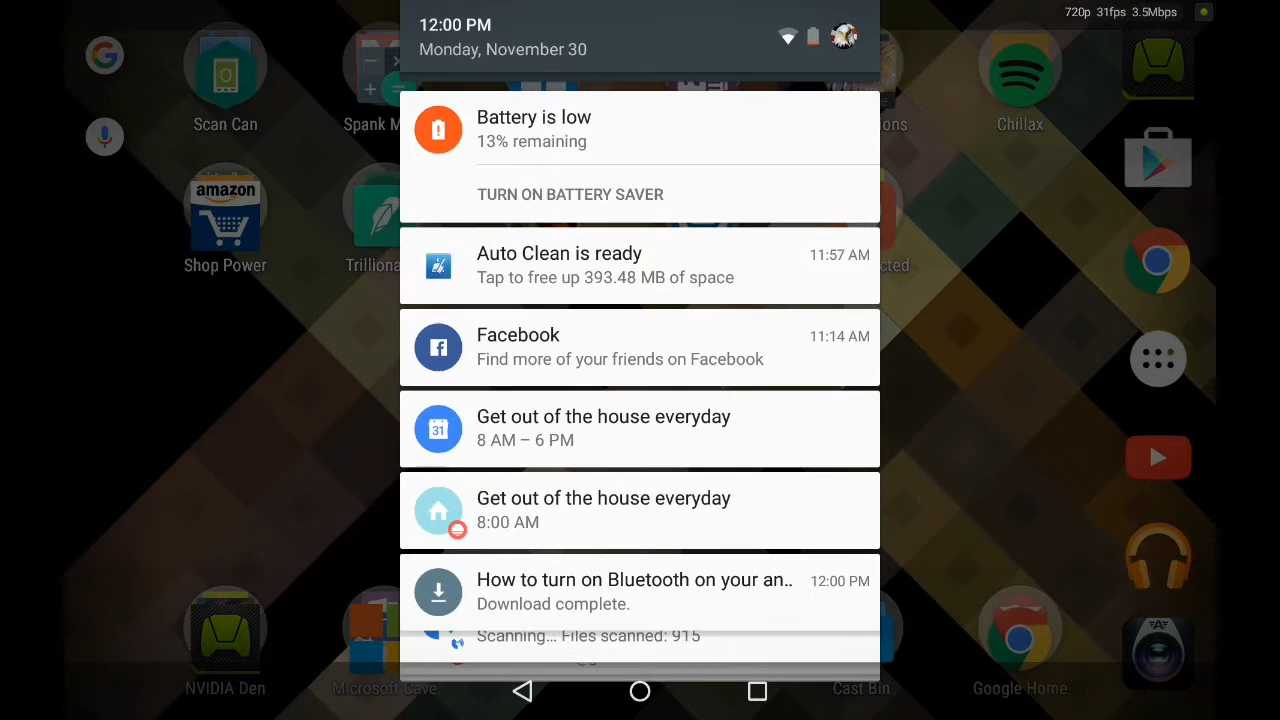 720p 31fps 3.5Mbps
12:00 PM
Monday, November 30
Battery is low
13% remaining
TURN ON BATTERY SAVER
Auto Clean is ready
11:57 AM
Tap to free up 393.48 MB of space
Facebook
11:14 AM
Find more of your friends on Facebook
31
Get out of the house everyday
8 AM – 6 PM
Get out of the house everyday
8:00 AM
How to turn on Bluetooth on your an..
12:00 PM
Download complete.
Scanning... Files scanned: 915
G
Scan Can
Spank M
ons
Chillax
amazon
Shop Power
Trilliona
cted
NVIDIA Den
Microsoft Cave
Cast Bin
Google Home